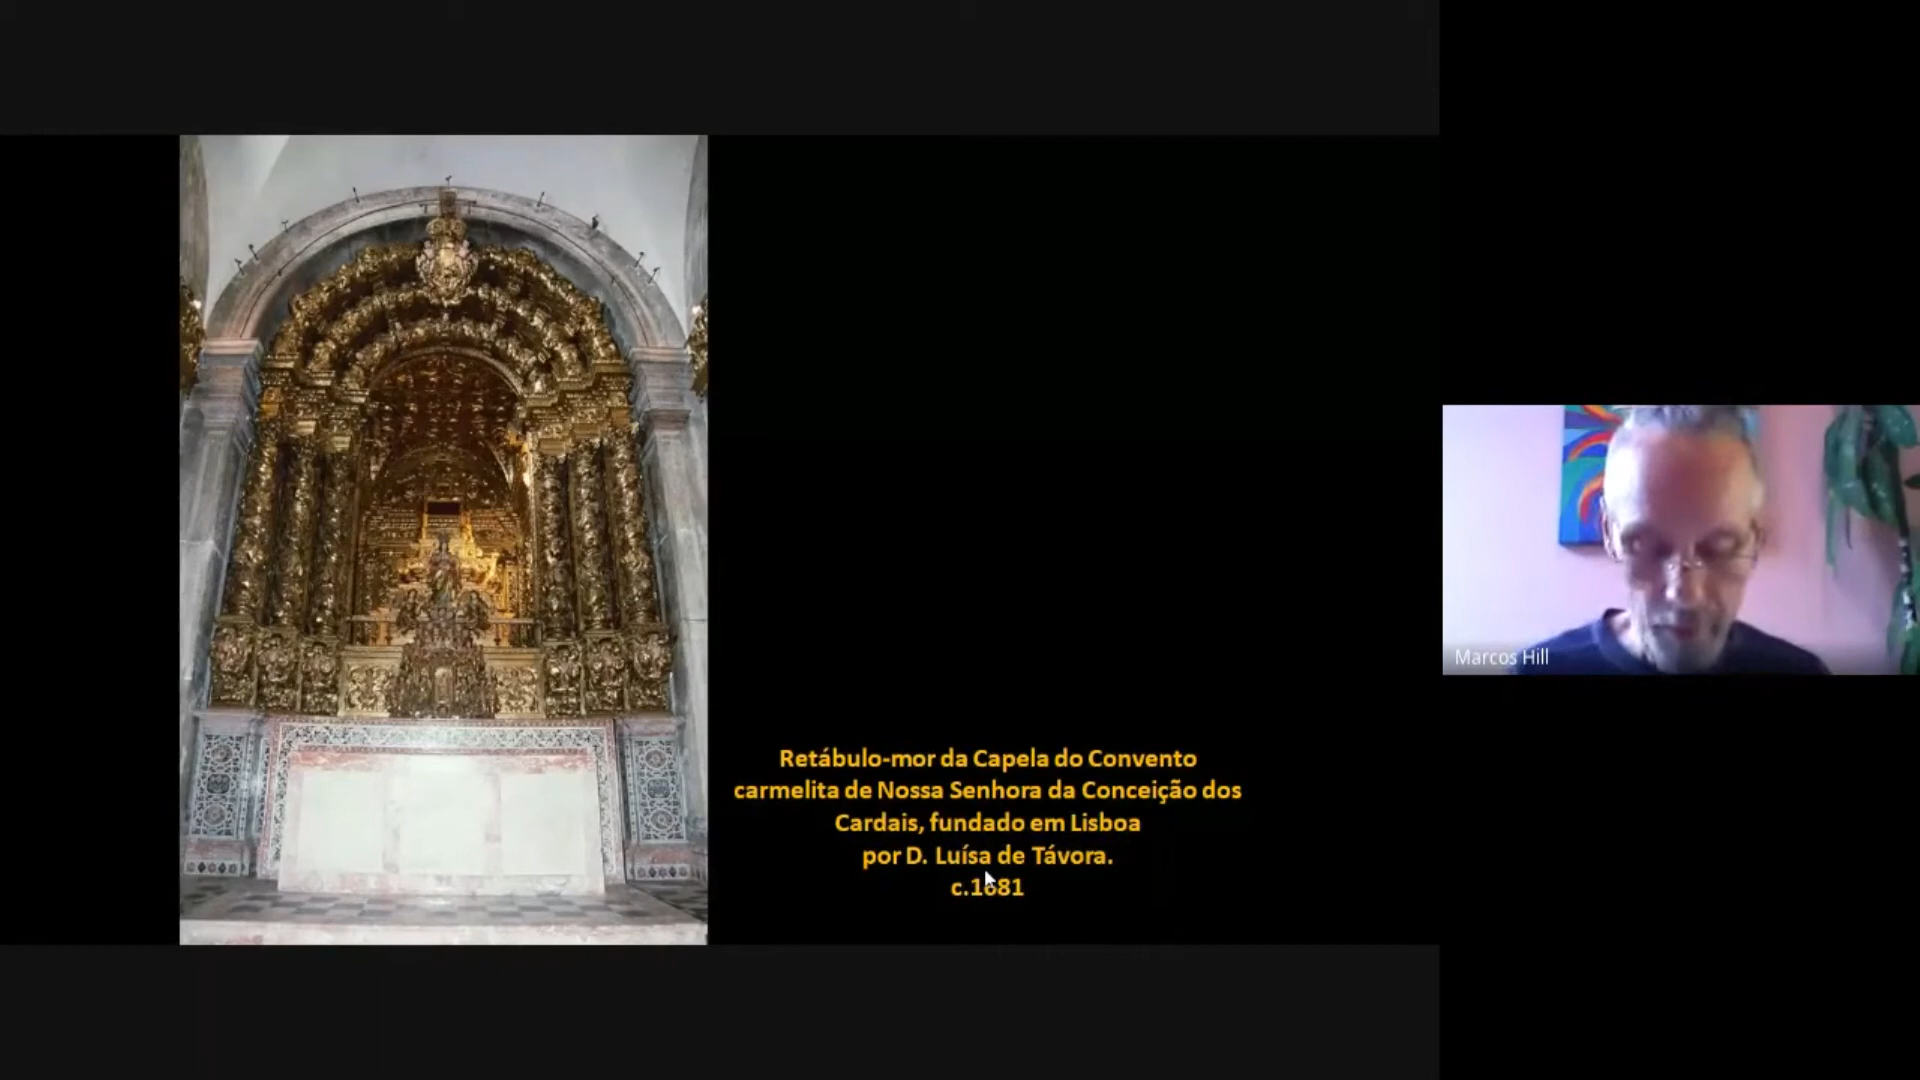 Retábulo-mor da Capela do Convento
carmelita de Nossa Senhora da Conceição dos
Cardais, fundado em Lisboa
por D. Luísa de Távora.
c.1681
Marcos Hill